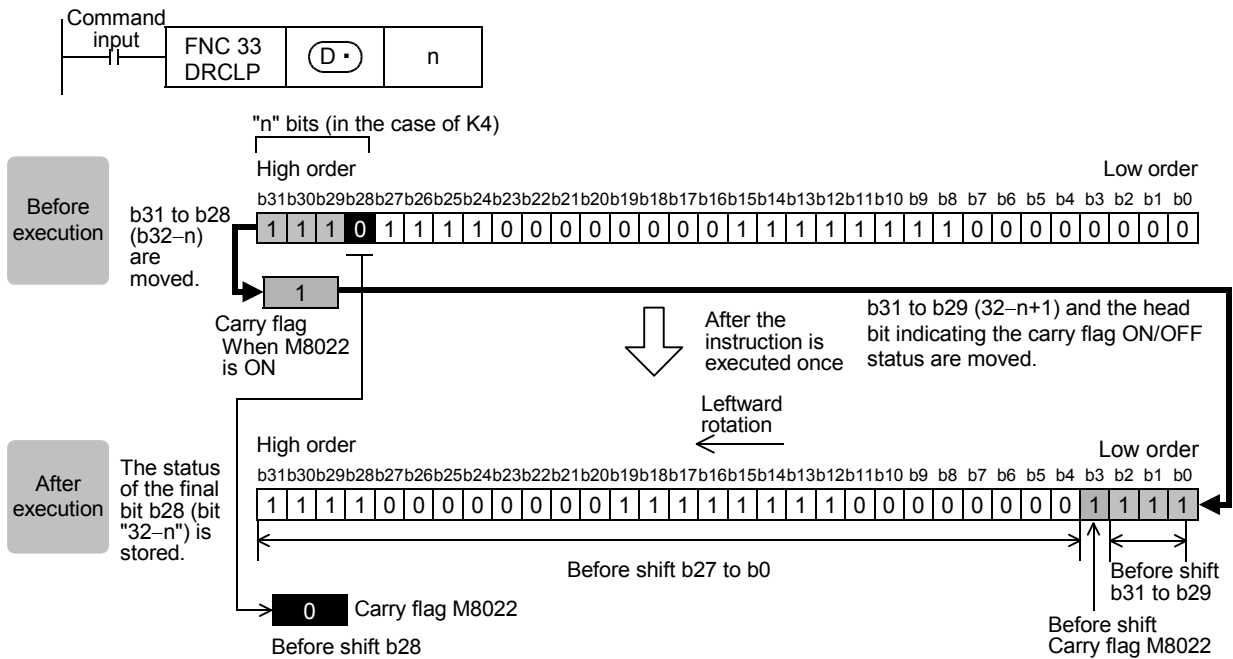 Command
input
FNC 33
DRCLP
D・
n
"n" bits (in the case of K4)
High order
Low order
Before
execution
b31 to b28
(b32−n)
are
moved.
b31b30b29b28b27b26b25b24b23b22b21b20b19b18b17b16b15b14b13b12b11b10 b9 b8 b7 b6 b5 b4 b3 b2 b1 b0
1 1 1 0 1 1 1 1 0 0 0 0 0 0 0 0 1 1 1 1 1 1 1 1 0 0 0 0 0 0 0 0
1
Carry flag
When M8022
is ON
After the
instruction is
executed once
b31 to b29 (32−n+1) and the head
bit indicating the carry flag ON/OFF
status are moved.
Leftward
rotation
High order
Low order
After
execution
The status
of the final
bit b28 (bit
"32−n") is
stored.
b31b30b29b28b27b26b25b24b23b22b21b20b19b18b17b16b15b14b13b12b11b10 b9 b8 b7 b6 b5 b4 b3 b2 b1 b0
1 1 1 1 0 0 0 0 0 0 0 0 1 1 1 1 1 1 1 1 0 0 0 0 0 0 0 0 1 1 1 1
Before shift b27 to b0
Before shift
b31 to b29
0
Carry flag M8022
Before shift b28
Before shift
Carry flag M8022